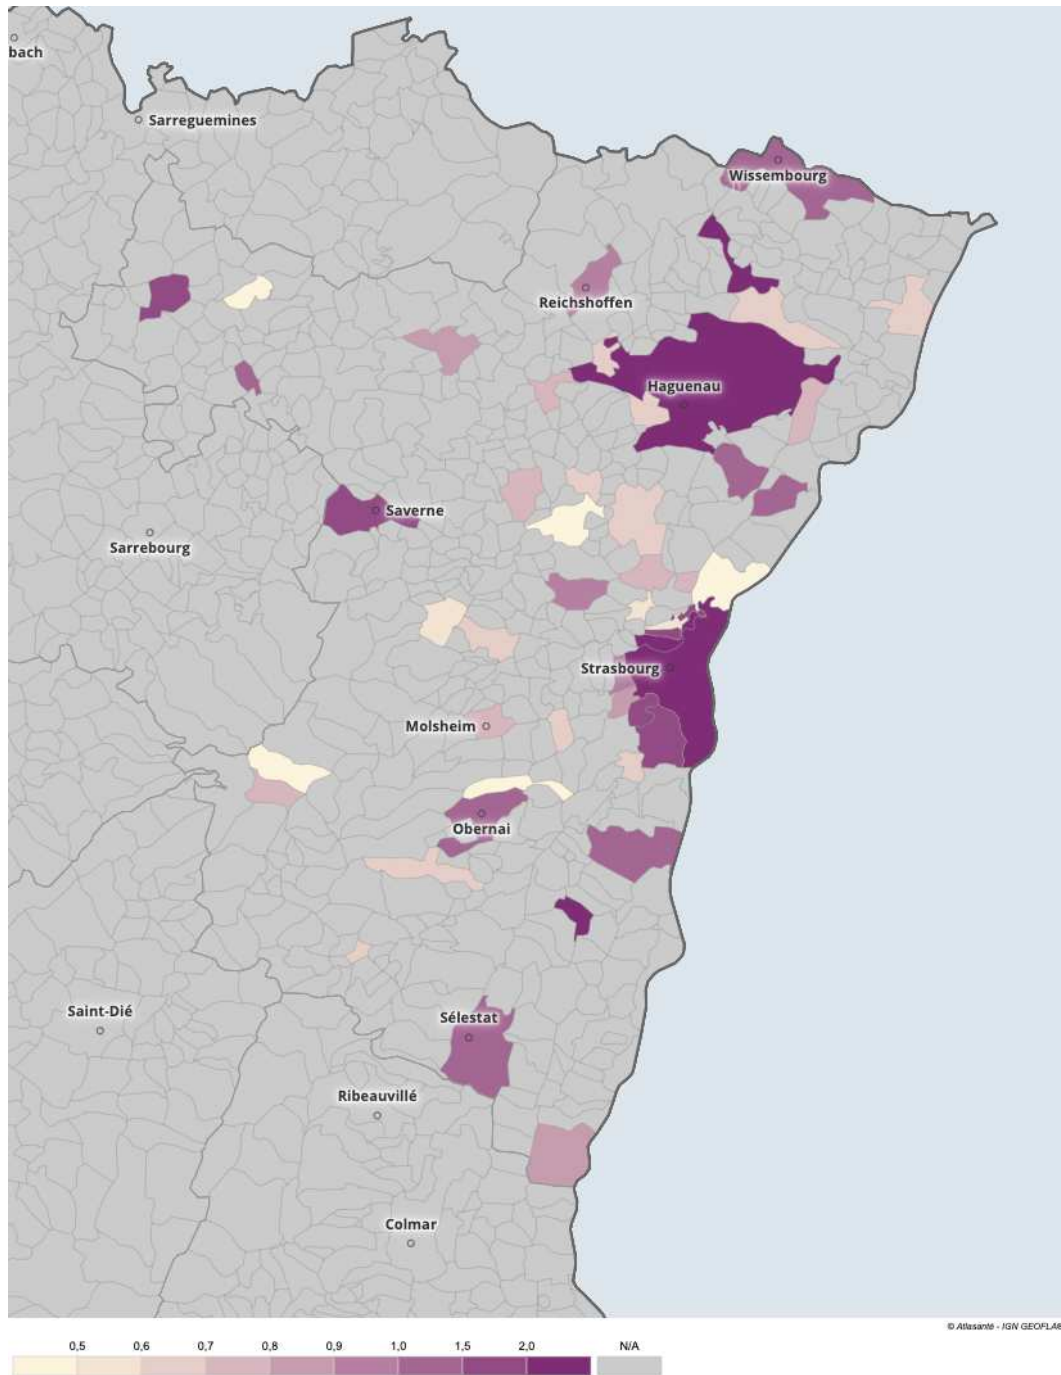 bach
Sarreguemines
Wissembourg
Reichshoffen
Haguenau
Saverne
Sarrebourg
Strasbourg
Molsheim
Obernai
Saint-Dié
Sélestat
Ribeauvillé
Colmar
© Atlasanté - IGN GEOFLA®
0,5 0,6 0,7 0,8 0,9 1,0 1,5 2,0 N/A